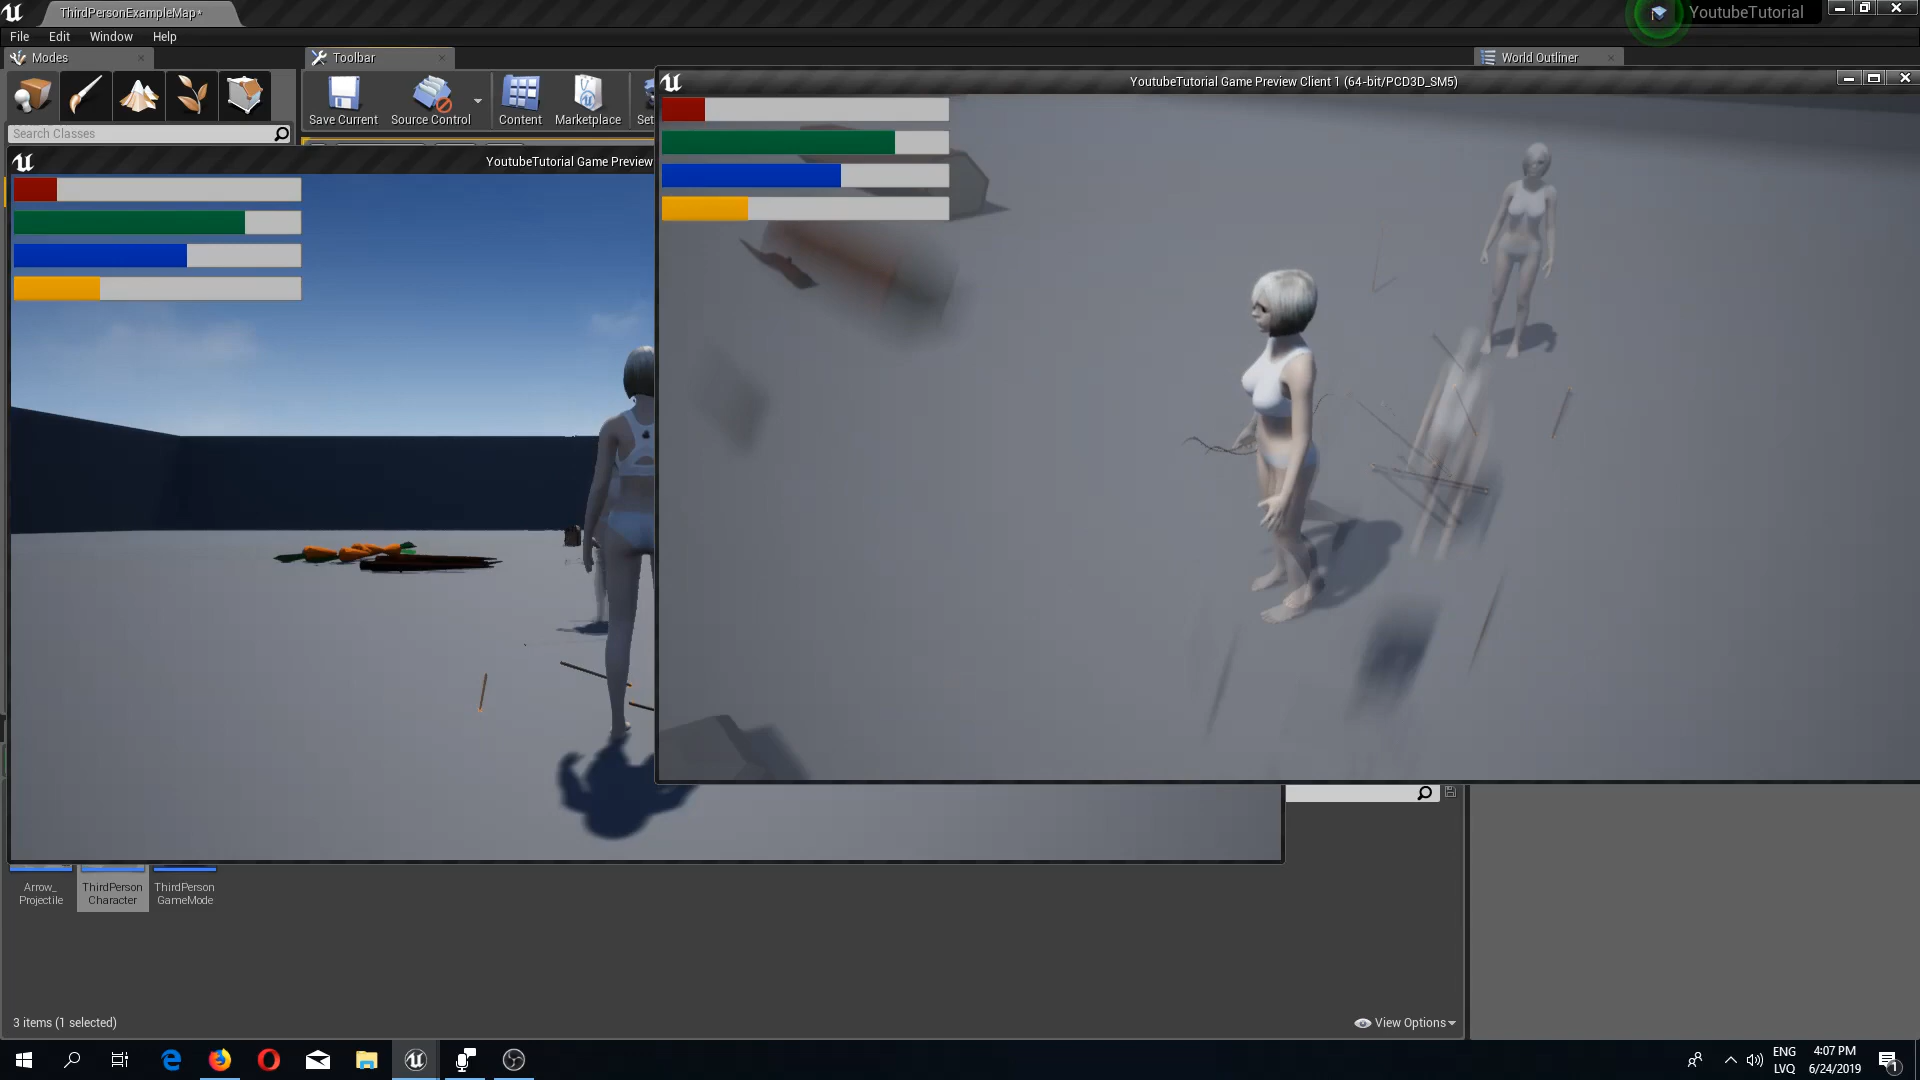 ThirdPersonExampleMap*
YoutubeTutorial
File Edit Window Help
Modes
Toolbar
World Outliner
YoutubeTutorial Game Preview Client 1 (64-bit/PCD3D_SM5)
Save Current
Source Control
Content
Marketplace
Search Classes
YoutubeTutorial Game Preview
Arrow_
Projectile
ThirdPerson
Character
ThirdPerson
GameMode
3 items (1 selected)
View Options
ENG
LVQ
4:07 PM
6/24/2019
1